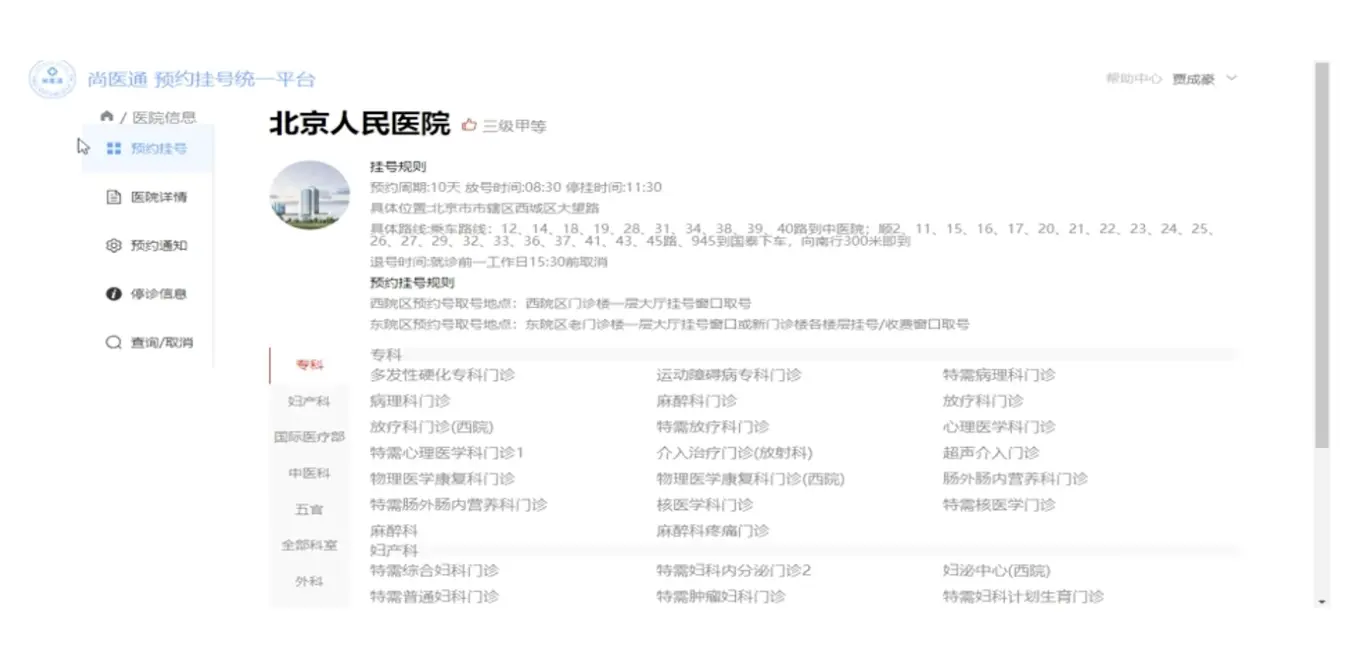 尚医通 预约挂号统一平台
帮助中心 贾成豪
/ 医院信息
预约挂号
医院详情
预约通知
停诊信息
查询/取消
北京人民医院 三级甲等
挂号规则
预约周期:10天 放号时间:08:30 停挂时间:11:30
具体位置:北京市市辖区西城区大望路
具体路线:乘车路线：12、14、18、19、28、31、34、38、39、40路到中医院；顺2、11、15、16、17、20、21、22、23、24、25、
26、27、29、32、33、36、37、41、43、45路、945到国泰下车，向南行300米即到
退号时间:就诊前一工作日15:30前取消
预约挂号规则
西院区预约号取号地点：西院区门诊楼一层大厅挂号窗口取号
东院区预约号取号地点：东院区老门诊楼一层大厅挂号窗口或新门诊楼各楼层挂号/收费窗口取号
专科
妇产科
国际医疗部
中医科
五官
全部科室
外科
专科
多发性硬化专科门诊 运动障碍病专科门诊 特需病理科门诊
病理科门诊 麻醉科门诊 放疗科门诊
放疗科门诊(西院) 特需放疗科门诊 心理医学科门诊
特需心理医学科门诊1 介入治疗门诊(放射科) 超声介入门诊
物理医学康复科门诊 物理医学康复科门诊(西院) 肠外肠内营养科门诊
特需肠外肠内营养科门诊 核医学科门诊 特需核医学门诊
麻醉科 麻醉科疼痛门诊
妇产科
特需综合妇科门诊 特需妇科内分泌门诊2 妇泌中心(西院)
特需普通妇科门诊 特需肿瘤妇科门诊 特需妇科计划生育门诊